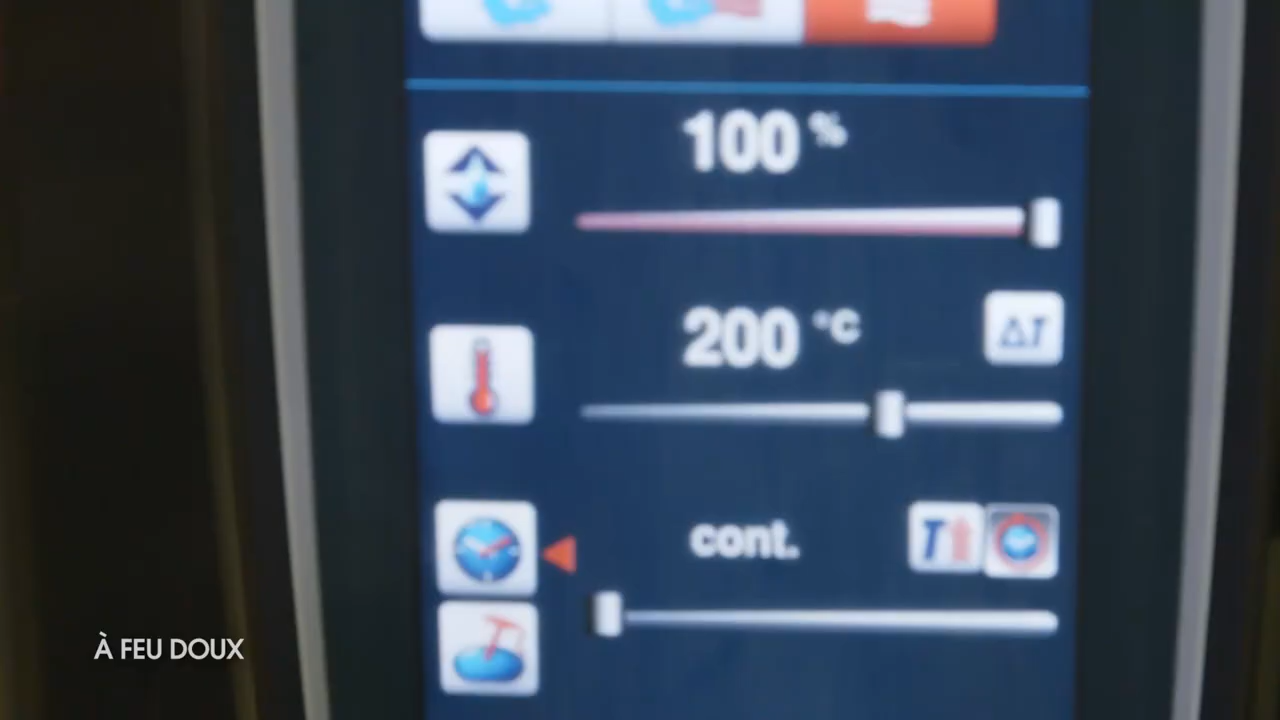 100 %
200 °C
ΔT
cont.
T
À FEU DOUX